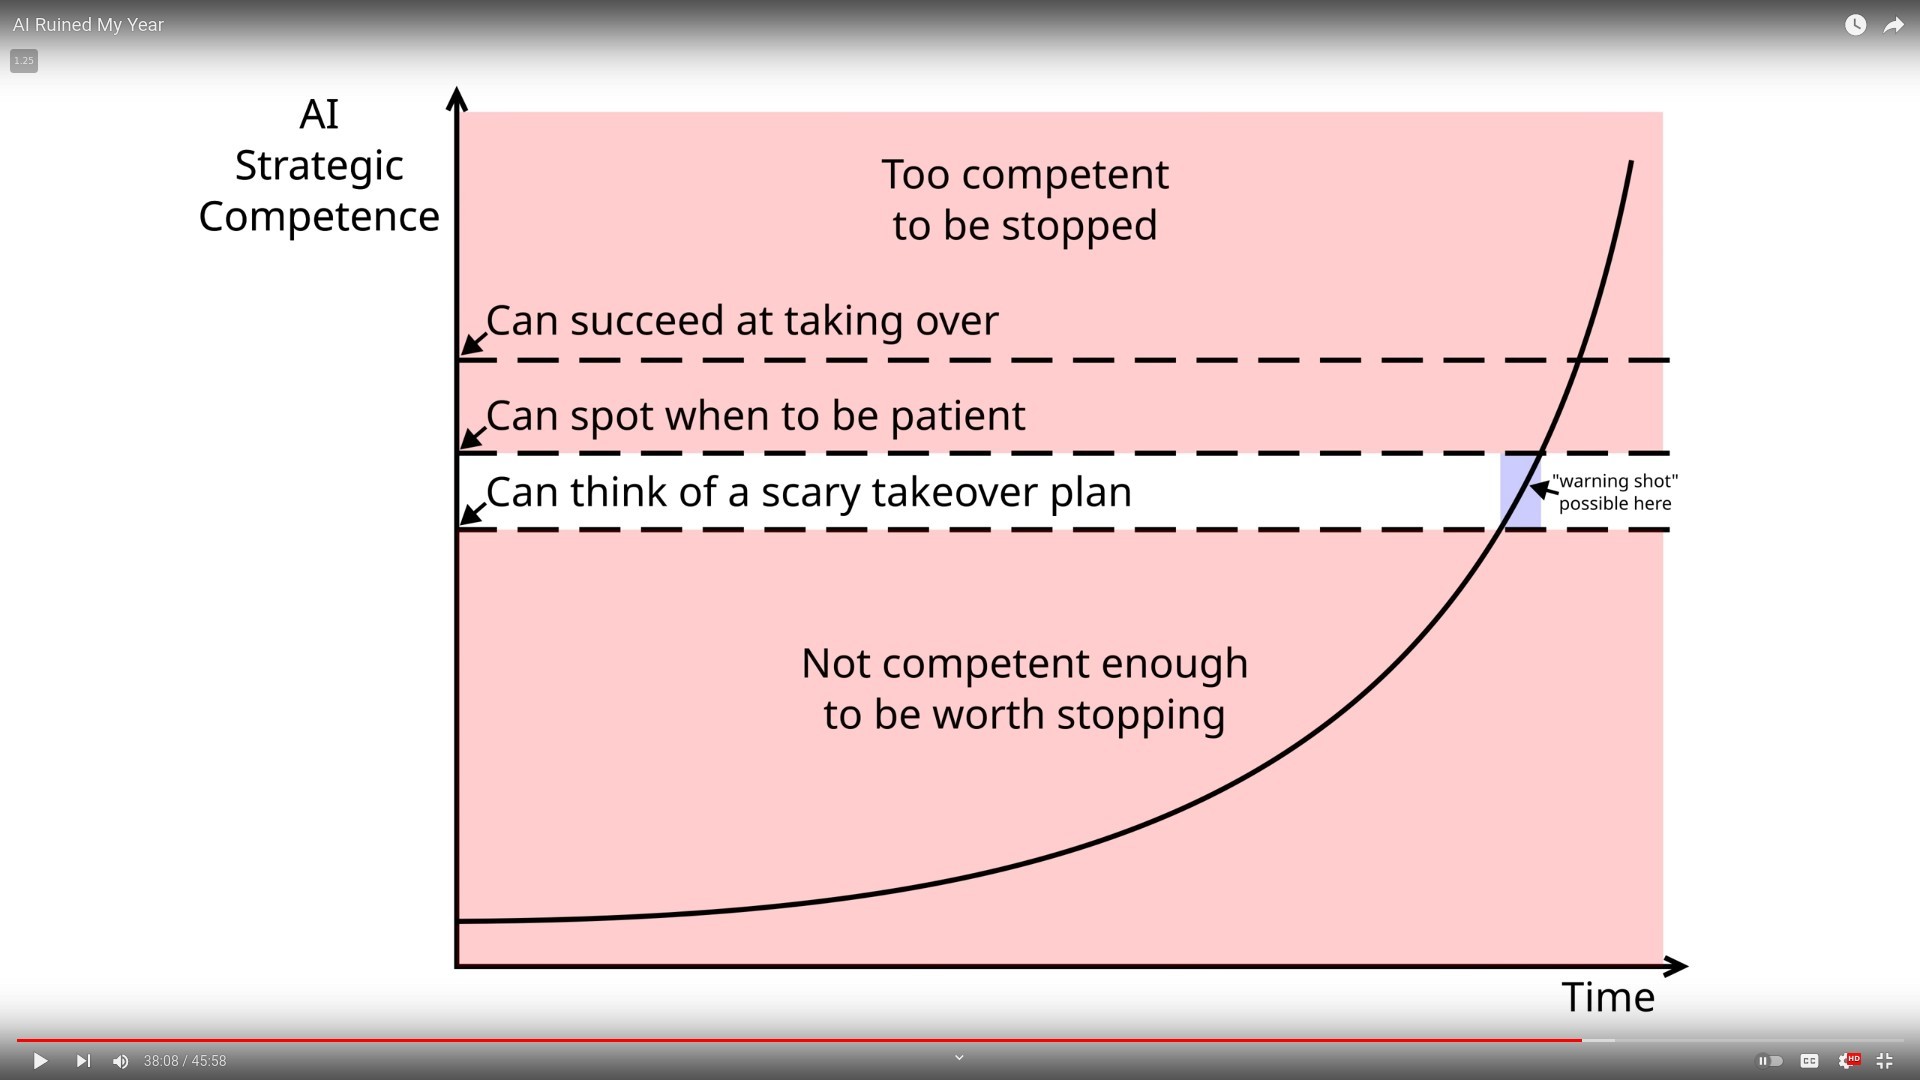 AI Ruined My Year
1.25
AI
Strategic
Competence
Too competent
to be stopped
Can succeed at taking over
Can spot when to be patient
Can think of a scary takeover plan
"warning shot"
possible here
Not competent enough
to be worth stopping
Time
38:08 / 45:58
CC
HD